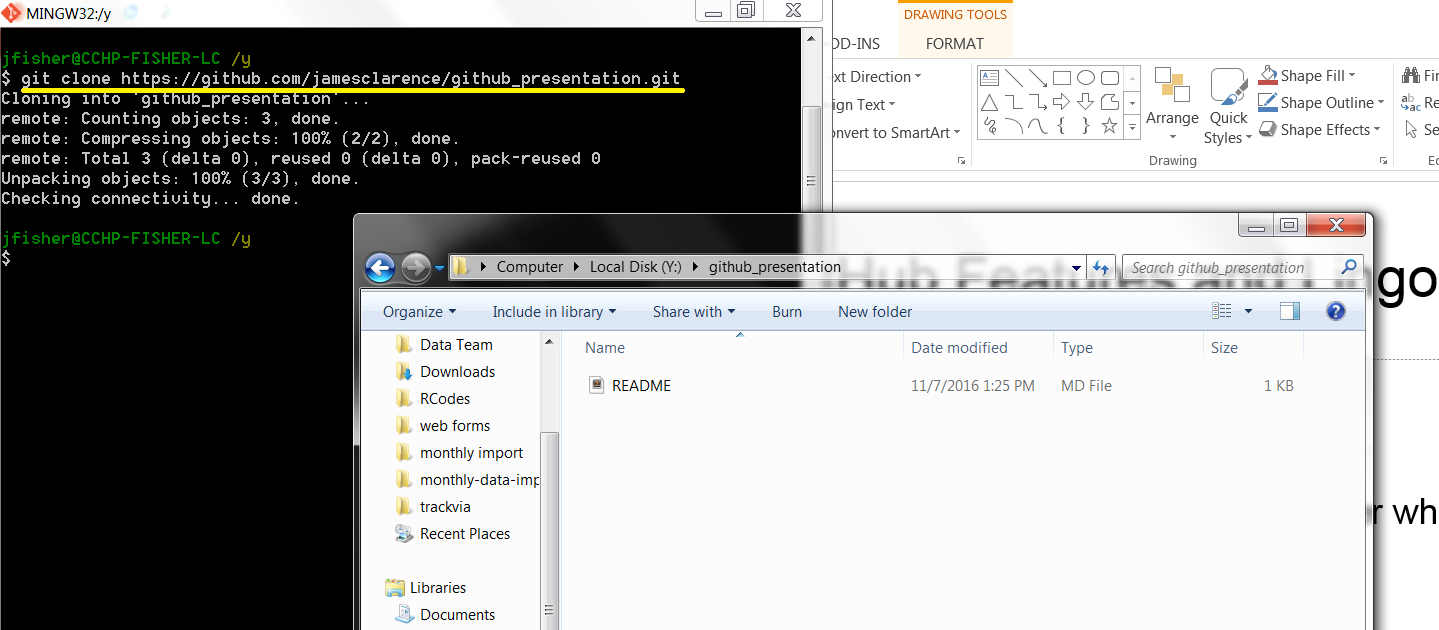 MINGW32:/y
jfisher@CCHP-FISHER-LC /y
$ git clone https://github.com/jamesclarence/github_presentation.git
Cloning into 'github_presentation'...
remote: Counting objects: 3, done.
remote: Compressing objects: 100% (2/2), done.
remote: Total 3 (delta 0), reused 0 (delta 0), pack-reused 0
Unpacking objects: 100% (3/3), done.
Checking connectivity... done.
jfisher@CCHP-FISHER-LC /y
$
DRAWING TOOLS
DD-INS FORMAT
ext Direction
ign Text
onvert to SmartArt
Arrange
Quick Styles
Shape Fill
Shape Outline
Shape Effects
Fin
Re
Se
Drawing
Ec
Hub Features and Lingo
r wh
Computer Local Disk (Y:) github_presentation
Search github_presentation
Organize Include in library Share with Burn New folder
Data Team
Downloads
RCodes
web forms
monthly import
monthly-data-imp
trackvia
Recent Places
Libraries
Documents
Name Date modified Type Size
README 11/7/2016 1:25 PM MD File 1 KB